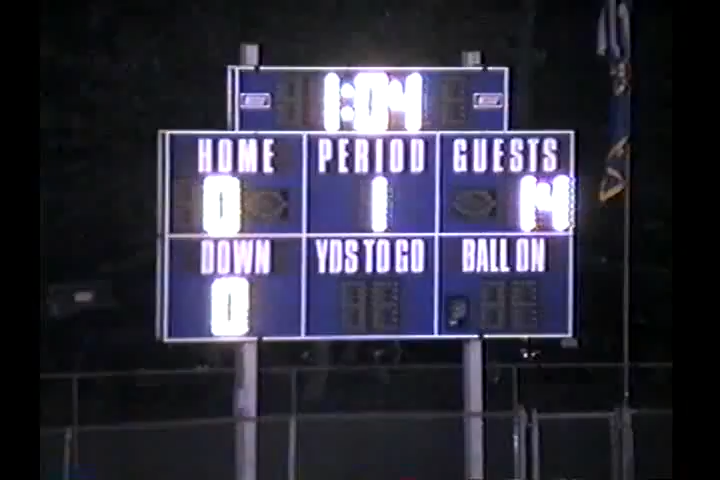 1:04
HOME PERIOD GUESTS
0 1 14
DOWN YDS TO GO BALL ON
0